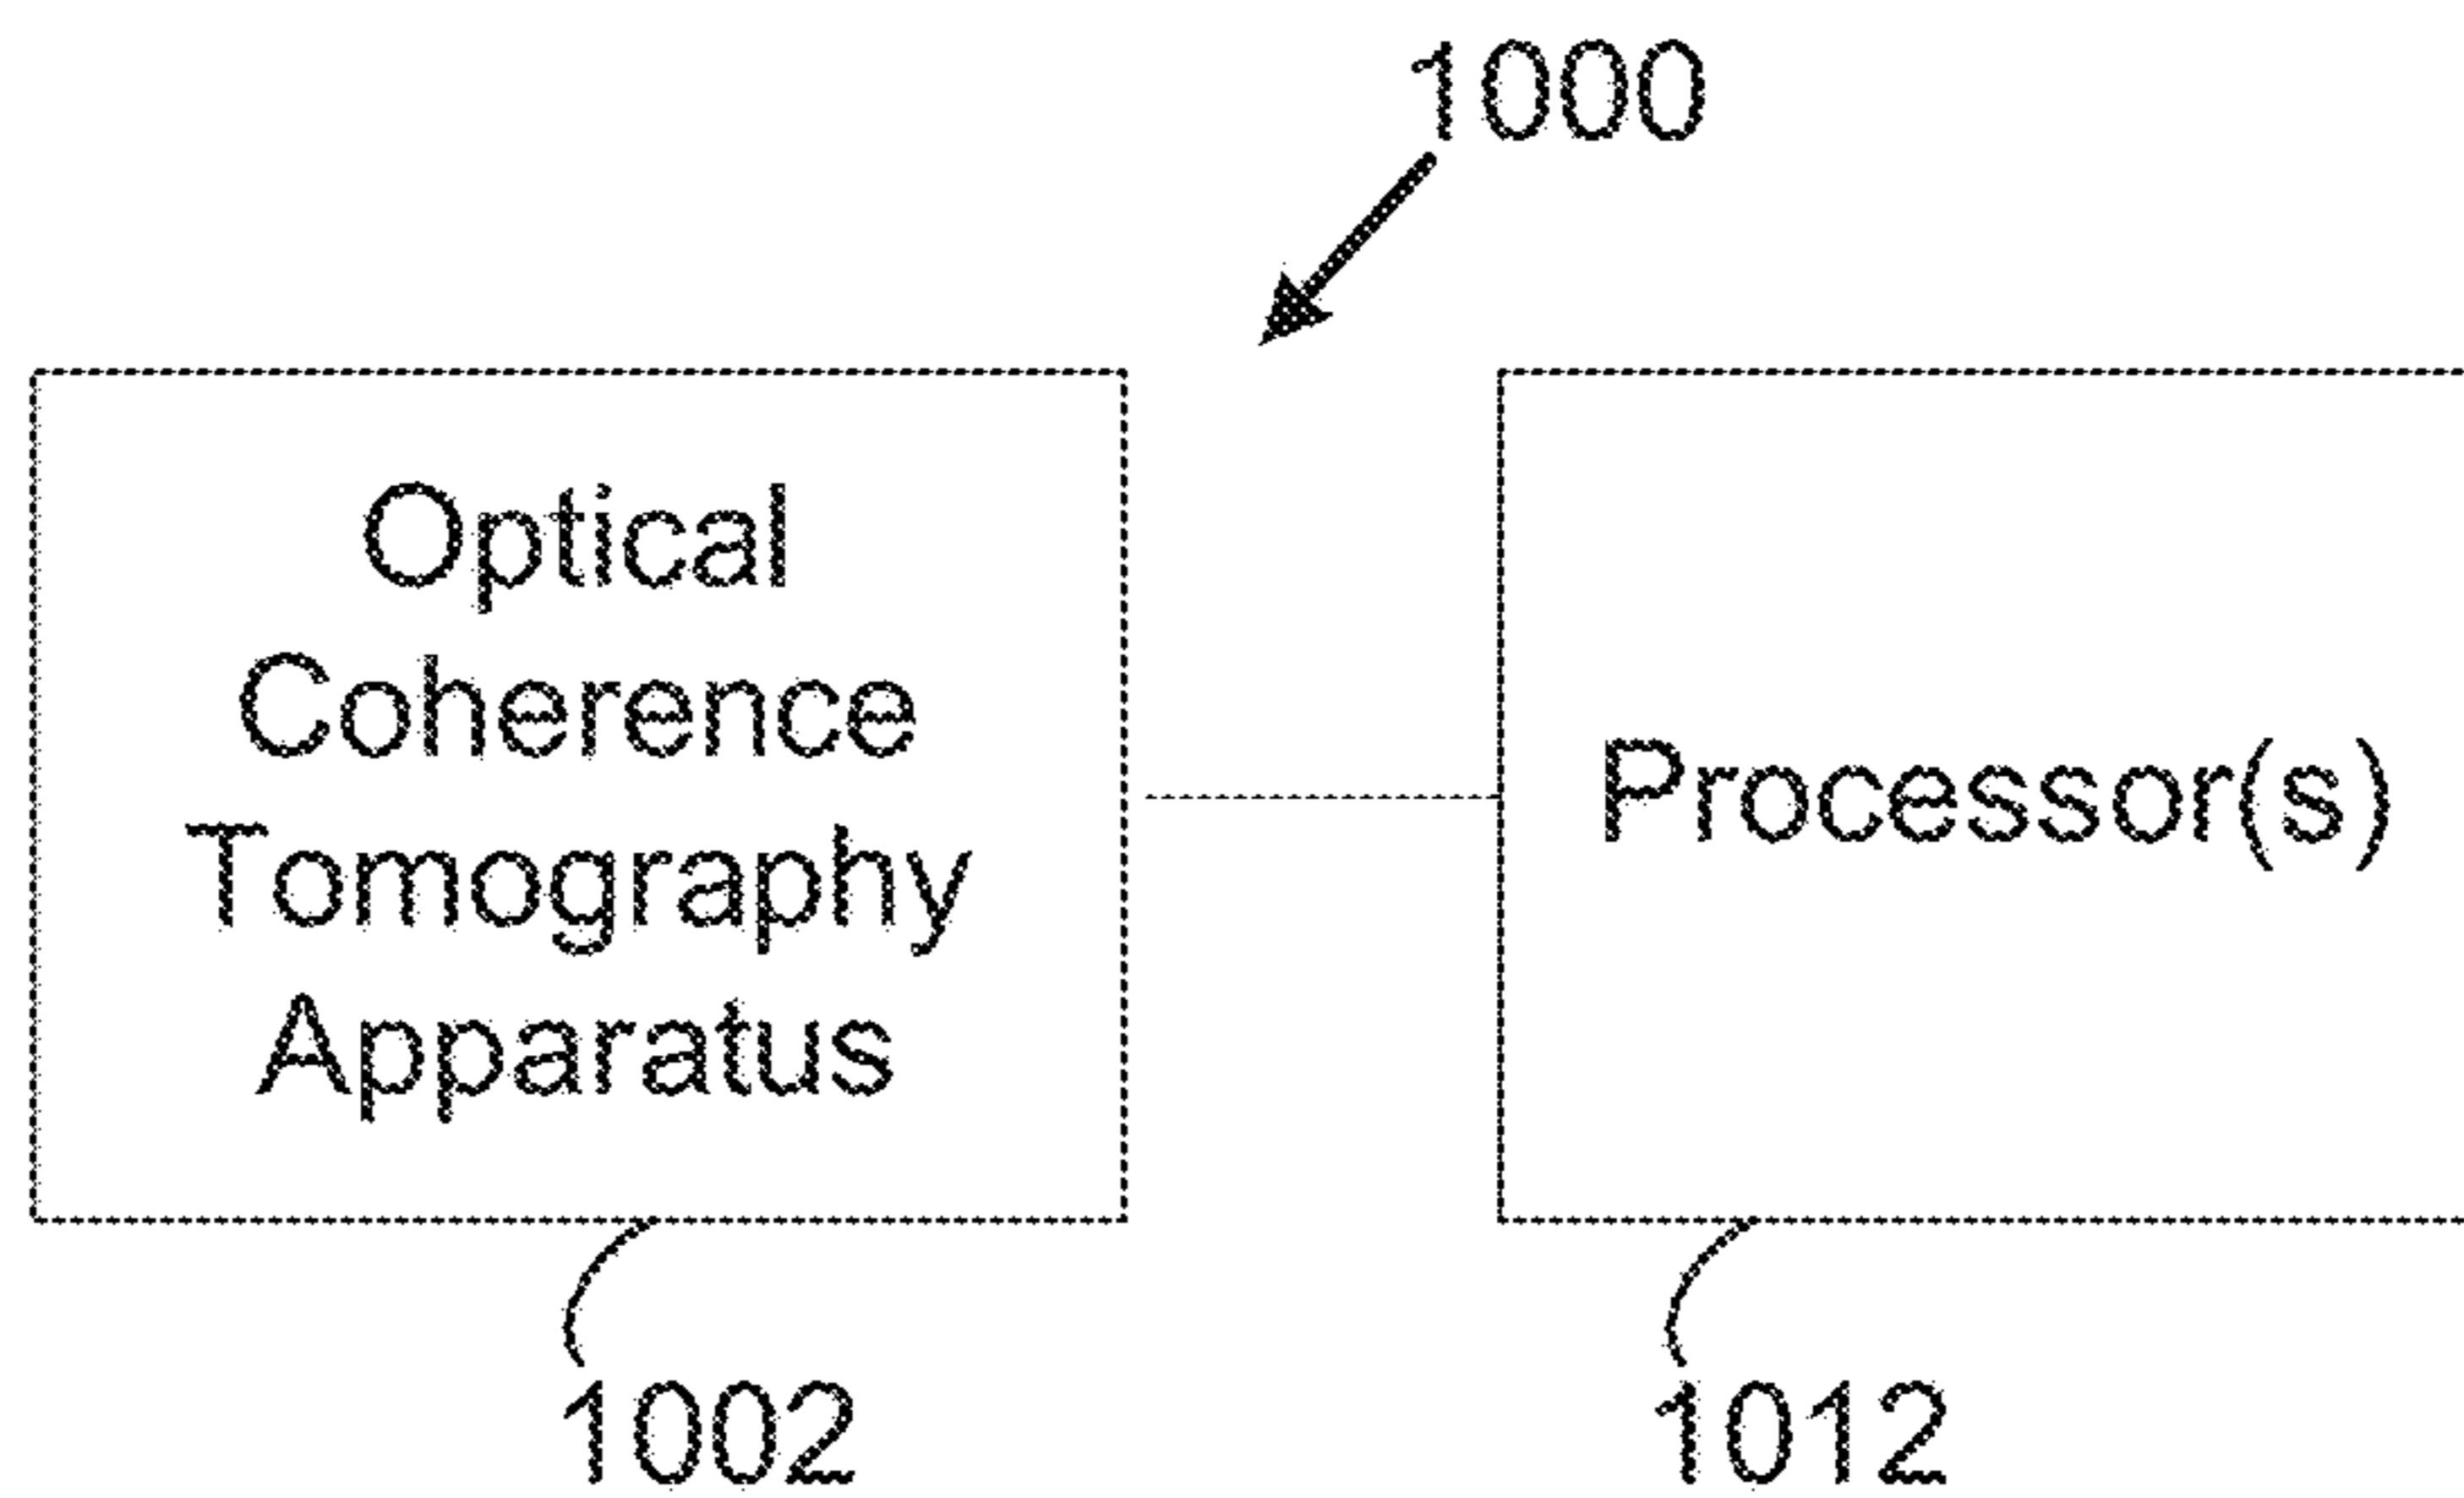 1000
Optical
Coherence
Tomography
Apparatus
Processor(s)
1002
1012